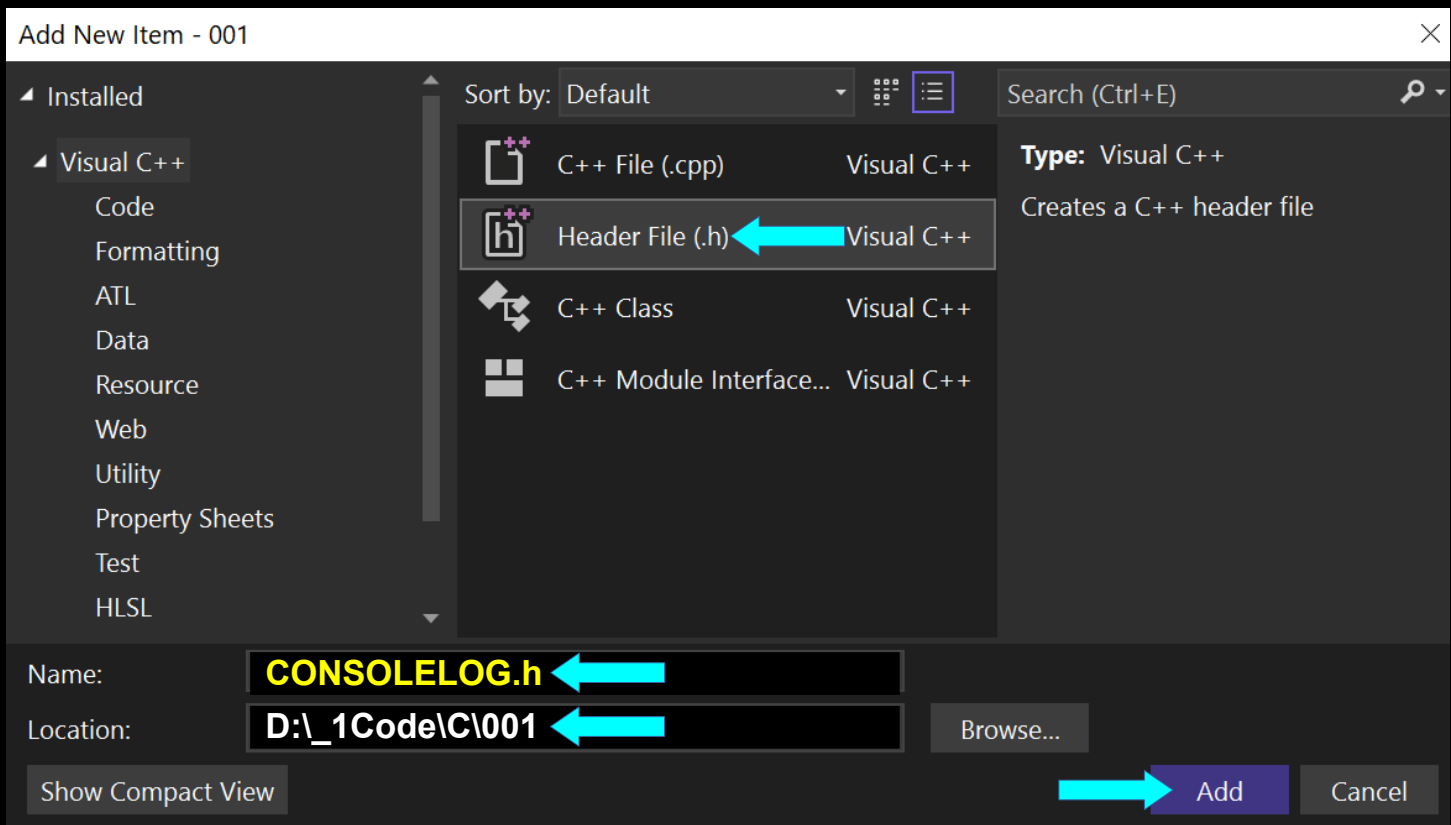 Add New Item - 001
Installed
Visual C++
Code
Formatting
ATL
Data
Resource
Web
Utility
Property Sheets
Test
HLSL
Sort by: Default
C++ File (.cpp) Visual C++
Header File (.h) Visual C++
C++ Class Visual C++
C++ Module Interface... Visual C++
Search (Ctrl+E)
Type: Visual C++
Creates a C++ header file
Name: CONSOLELOG.h
Location: D:\_1Code\C\001
Browse...
Show Compact View
Add
Cancel